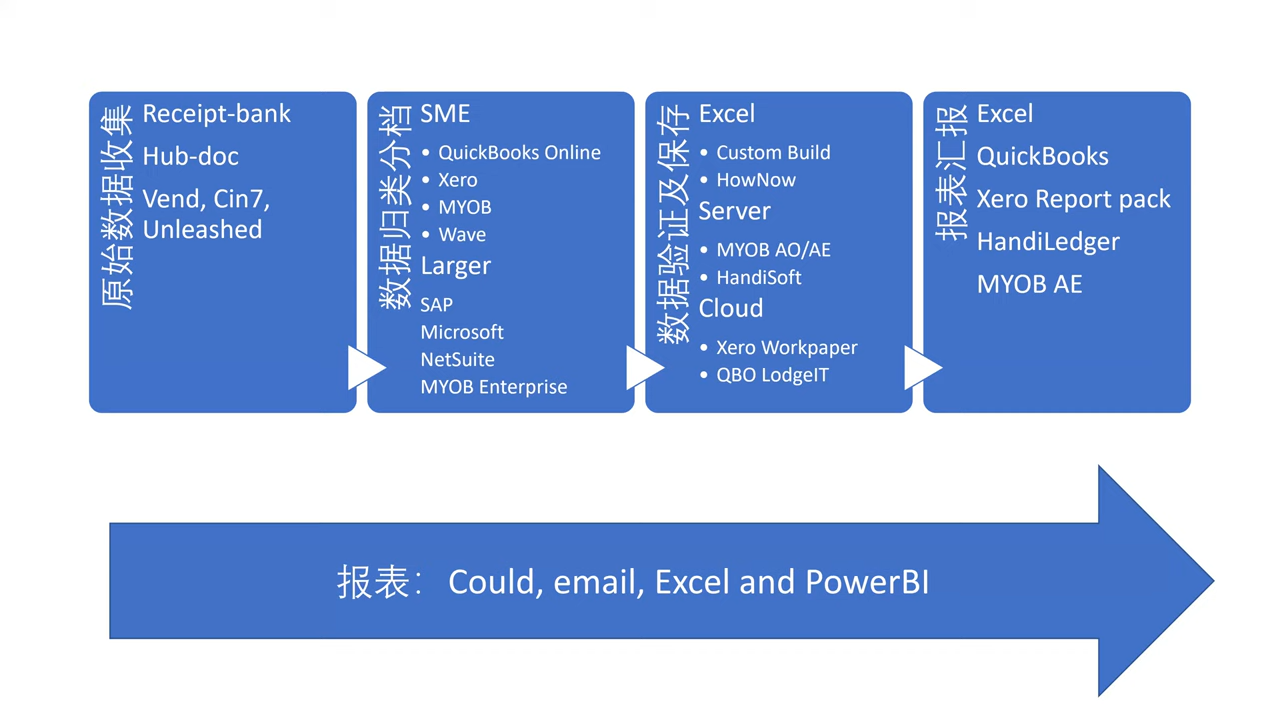 原始数据收集
Receipt-bank
Hub-doc
Vend, Cin7,
Unleashed
数据归类分档
SME
• QuickBooks Online
• Xero
• MYOB
• Wave
Larger
SAP
Microsoft
NetSuite
MYOB Enterprise
数据验证及保存
Excel
• Custom Build
• HowNow
Server
• MYOB AO/AE
• HandiSoft
Cloud
• Xero Workpaper
• QBO LodgeIT
报表汇报
Excel
QuickBooks
Xero Report pack
HandiLedger
MYOB AE
报表： Could, email, Excel and PowerBI